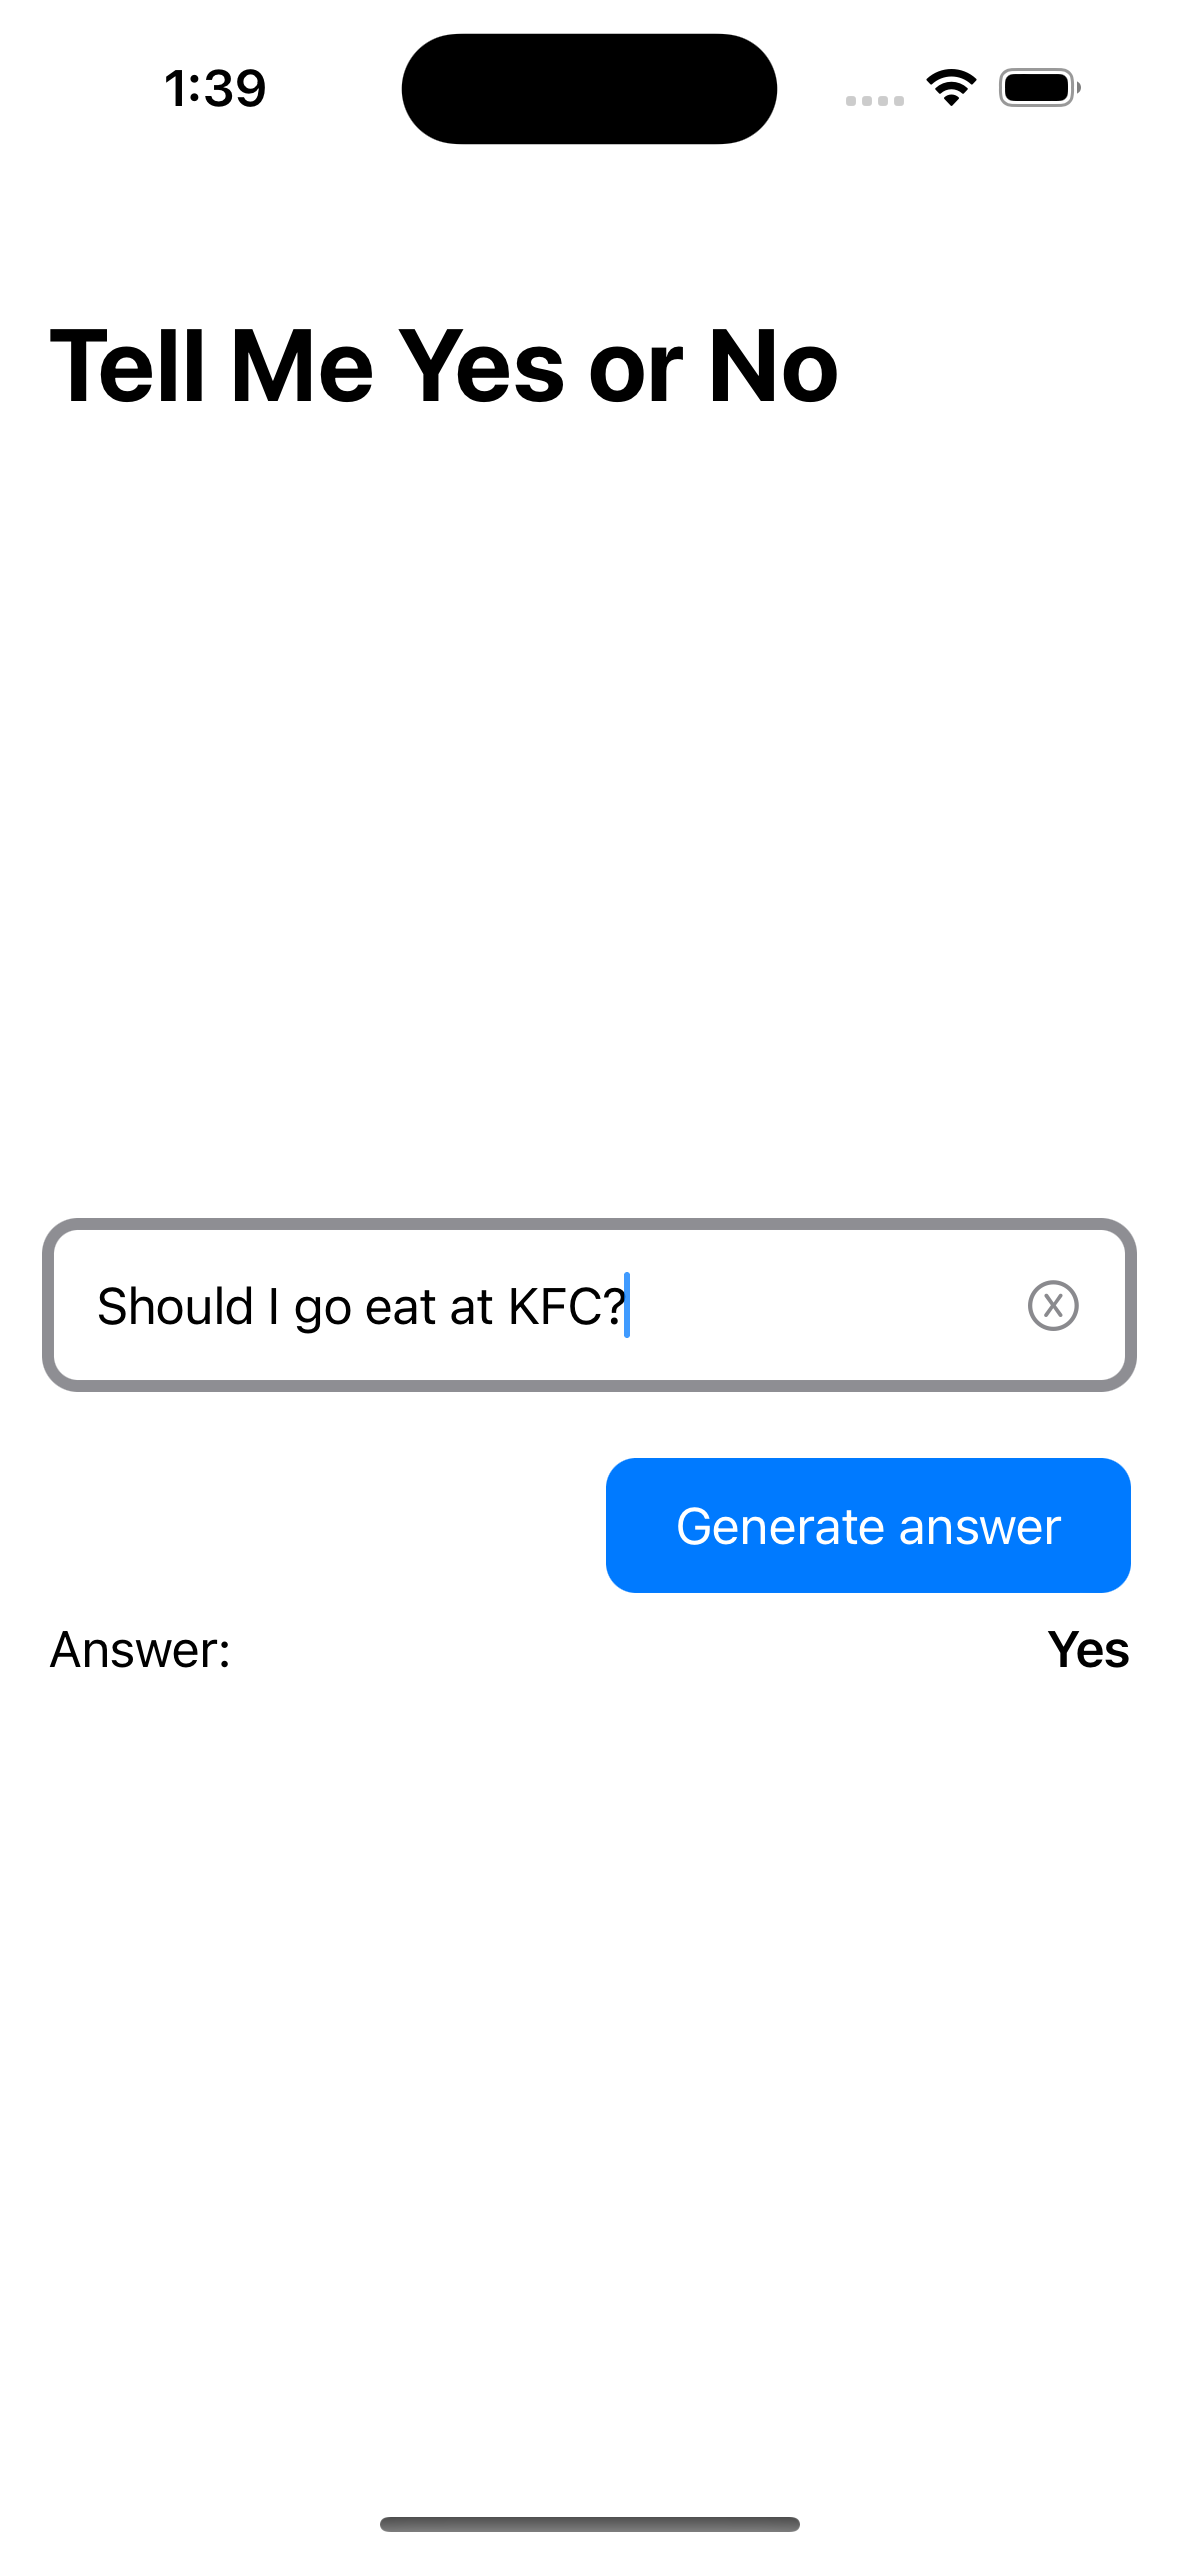 1:39
Tell Me Yes or No
Should I go eat at KFC?
Generate answer
Answer:
Yes